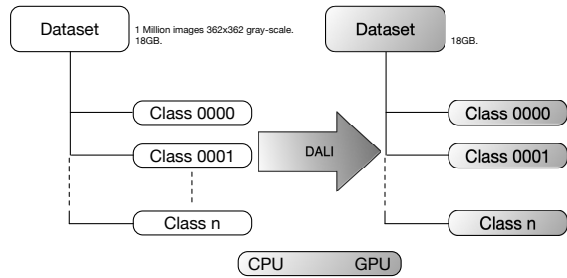 Dataset
1 Million images 362x362 gray-scale.
18GB.
Class 0000
Class 0001
Class n
DALI
Dataset
18GB.
Class 0000
Class 0001
Class n
CPU GPU